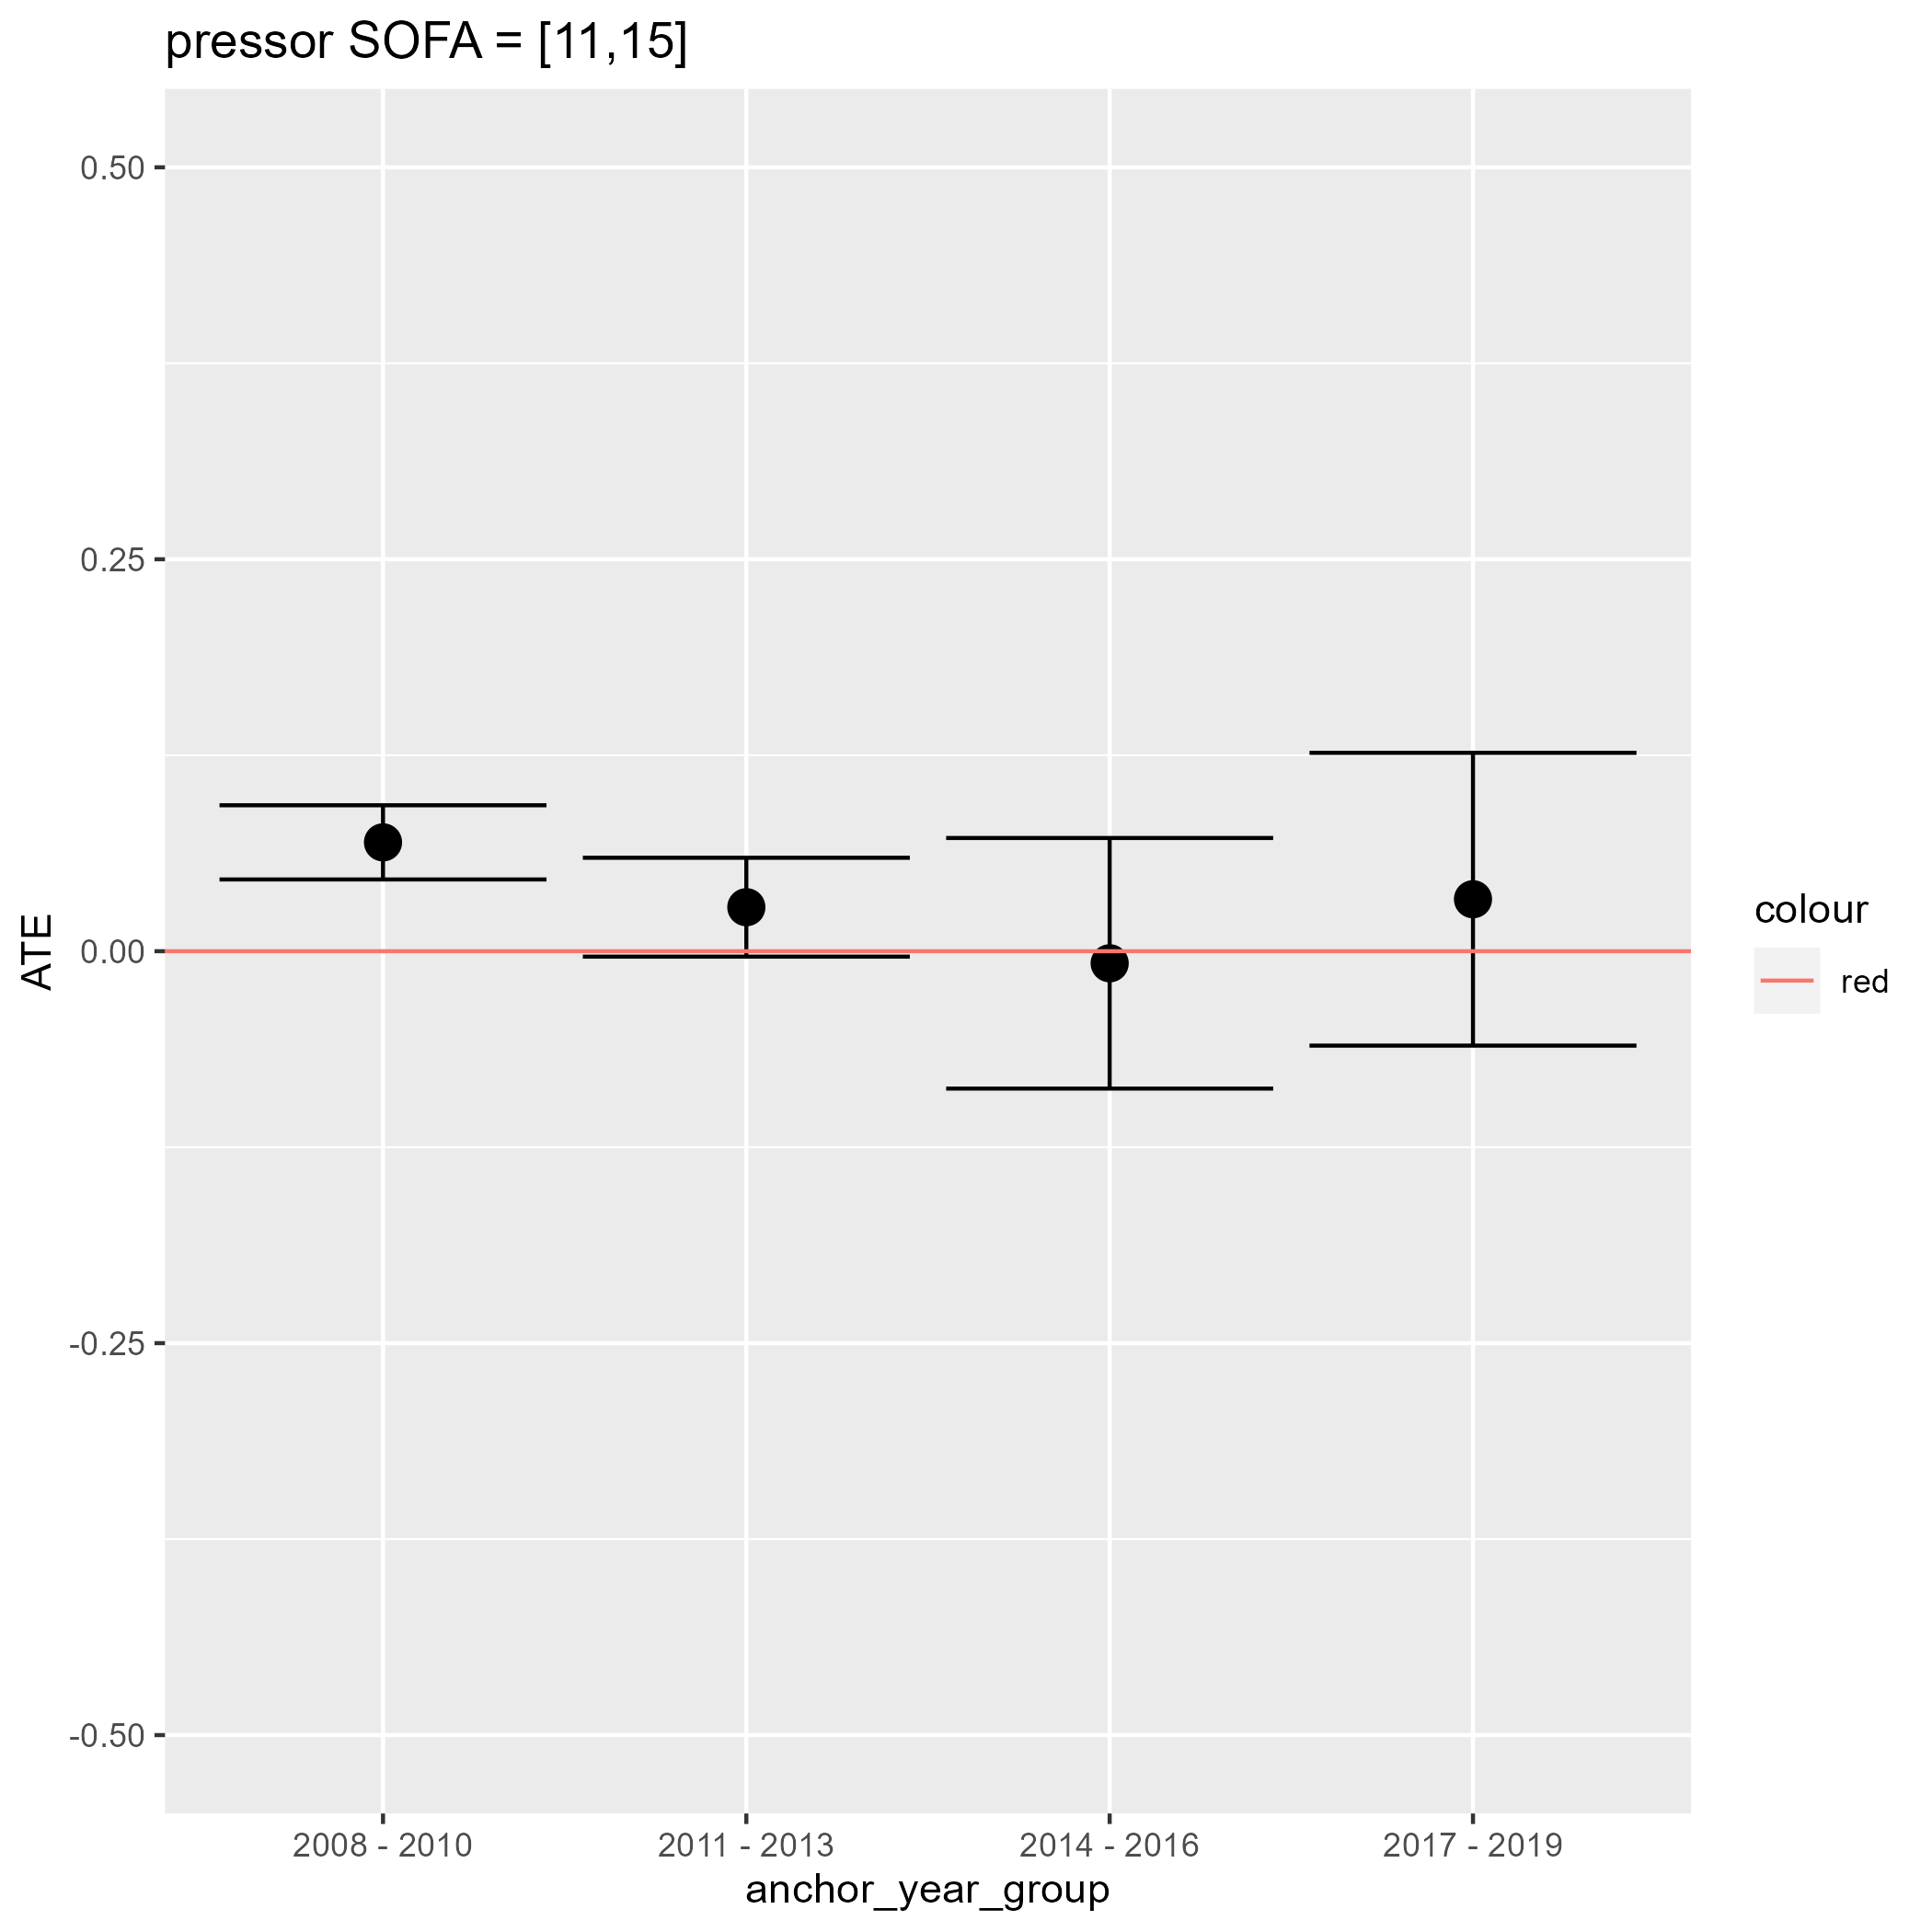 pressor SOFA = [11,15]
0.50
0.25
0.00
-0.25
-0.50
ATE
2008 - 2010
2011 - 2013
2014 - 2016
2017 - 2019
anchor_year_group
colour
red